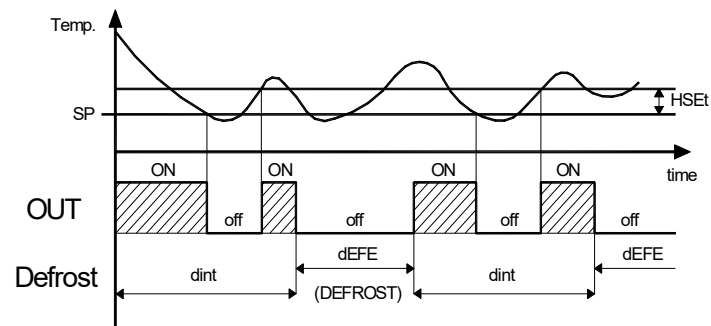 Temp.
HSEt
SP
time
ON ON ON ON
OUT
off off off off
dEFE dEFE
Defrost
dint (DEFROST) dint